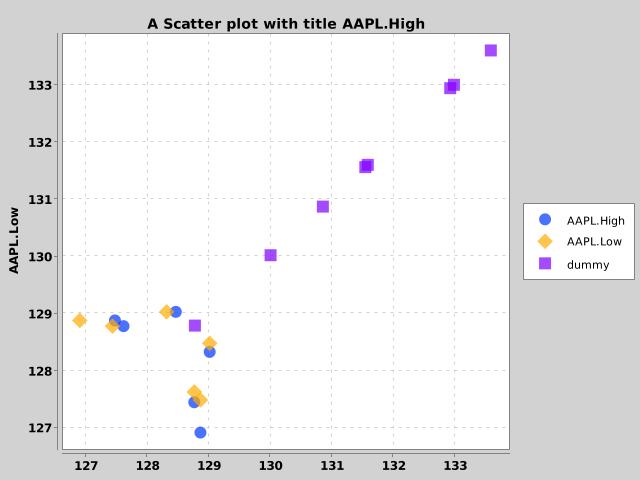 A Scatter plot with title AAPL.High
133
132
131
130
129
128
127
AAPL.Low
127 128 129 130 131 132 133
AAPL.High
AAPL.Low
dummy